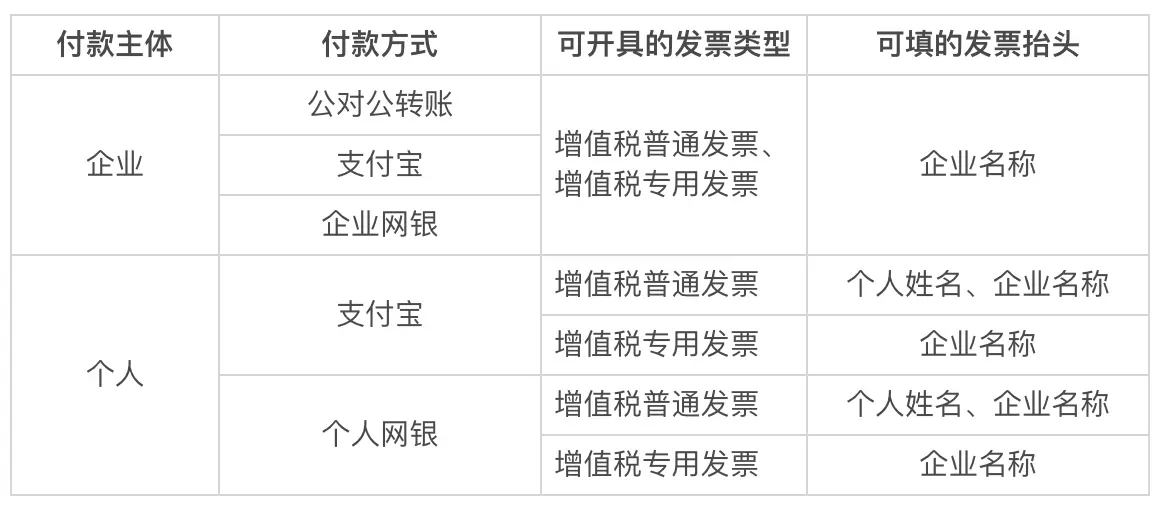 付款主体 付款方式 可开具的发票类型 可填的发票抬头
企业
公对公转账
支付宝
企业网银
增值税普通发票、
增值税专用发票
企业名称
个人
支付宝
增值税普通发票 个人姓名、企业名称
增值税专用发票 企业名称
个人网银
增值税普通发票 个人姓名、企业名称
增值税专用发票 企业名称